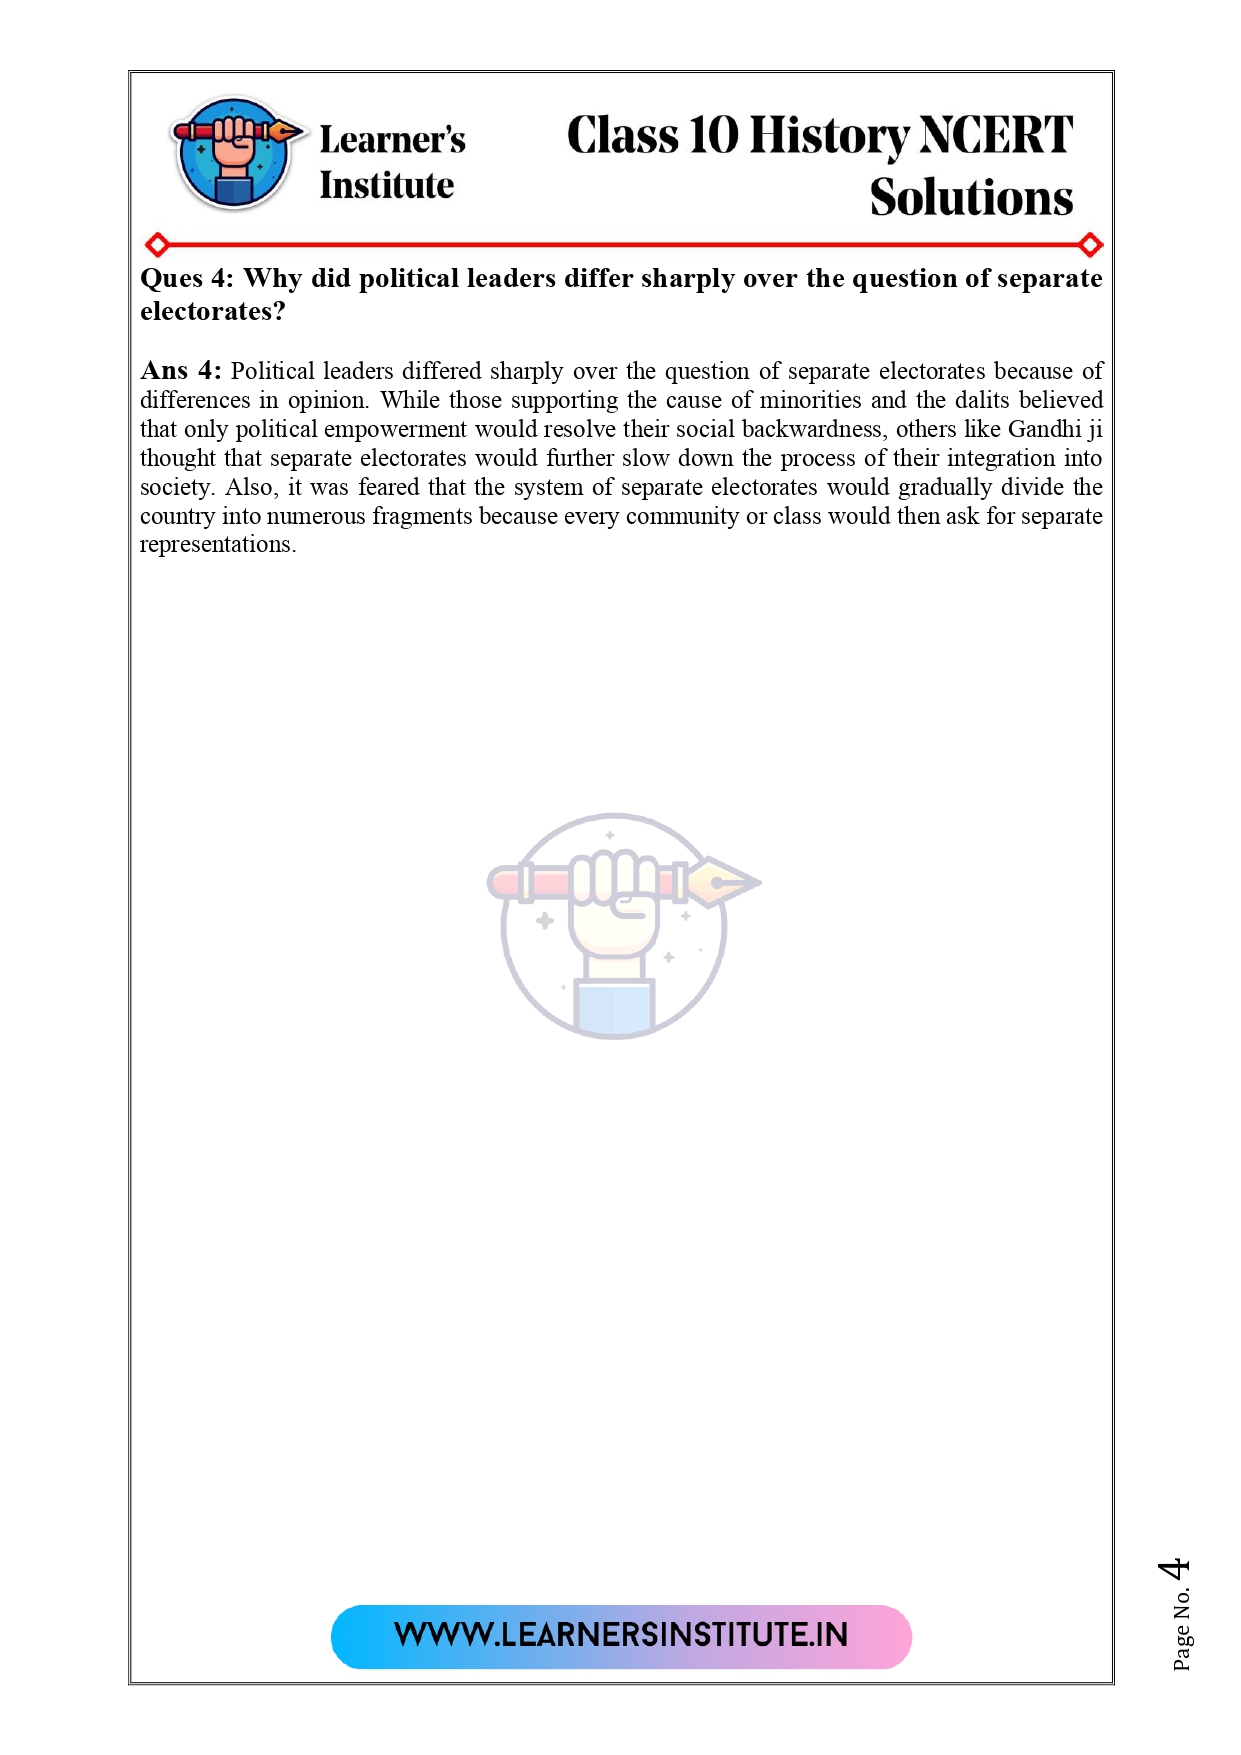 Learner's
Institute
Class 10 History NCERT
Solutions
Ques 4: Why did political leaders differ sharply over the question of separate
electorates?
Ans 4: Political leaders differed sharply over the question of separate electorates because of
differences in opinion. While those supporting the cause of minorities and the dalits believed
that only political empowerment would resolve their social backwardness, others like Gandhi ji
thought that separate electorates would further slow down the process of their integration into
society. Also, it was feared that the system of separate electorates would gradually divide the
country into numerous fragments because every community or class would then ask for separate
representations.
WWW.LEARNERSINSTITUTE.IN
Page No. 4